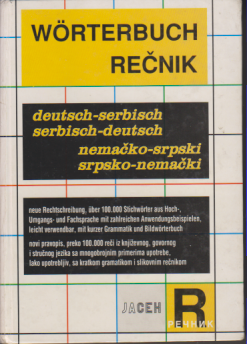 WÖRTERBUCH
REČNIK
deutsch-serbisch
serbisch-deutsch
nemačko-srpski
srpsko-nemački
neue Rechtschreibung, über 100.000 Stichwörter aus Hoch-,
Umgangs- und Fachsprache mit zahlreichen Anwendungsbeispielen,
leicht verwendbar, mit kurzer Grammatik und Bildwörterbuch
novi pravopis, preko 100.000 reči iz književnog, govornog
i stručnog jezika sa mnogobrojnim primerima upotrebe,
lako upotrebljiv, sa kratkom gramatikom i slikovnim rečnikom
ЈАСЕН
R
РЕЧНИК